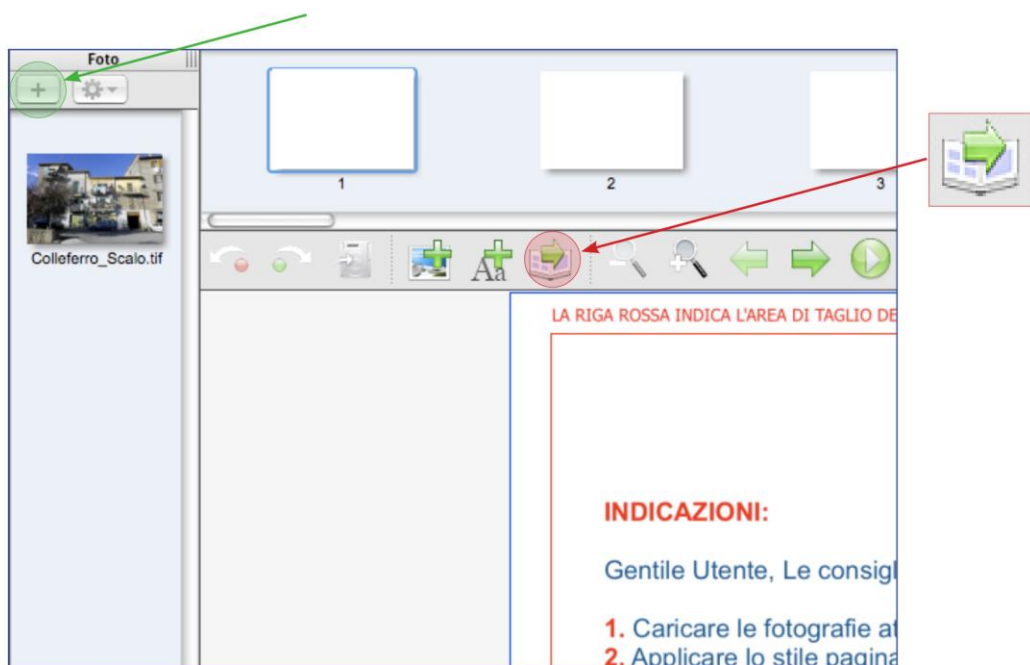 Foto
1
2
3
Colleferro_Scalo.tif
Aa
LA RIGA ROSSA INDICA L'AREA DI TAGLIO DE
INDICAZIONI:
Gentile Utente, Le consigl
1. Caricare le fotografie at
2. Applicare lo stile pagina